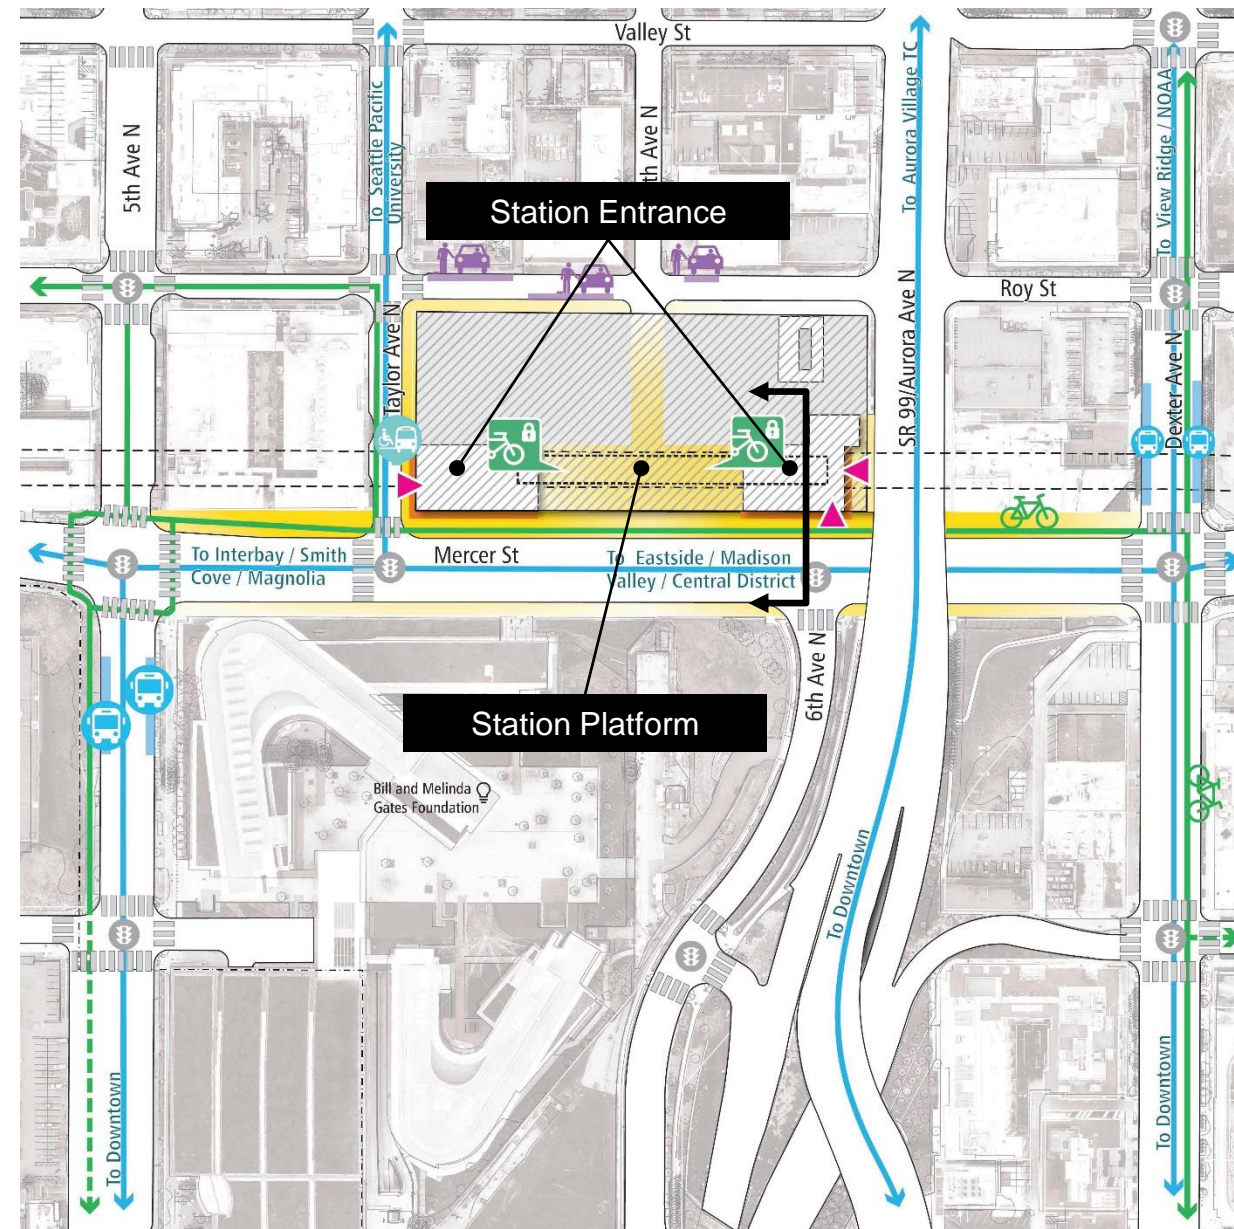 Valley St
5th Ave N
To Seattle Pacific
University
th Ave N
To Aurora Village TC
To View Ridge / NOAA
Station Entrance
Roy St
Taylor Ave N
SR 99/Aurora Ave N
Dexter Ave N
To Interbay / Smith
Cove / Magnolia
Mercer St
To Eastside / Madison
Valley / Central District
6th Ave N
Station Platform
Bill and Melinda
Gates Foundation
To Downtown
To Downtown
To Downtown